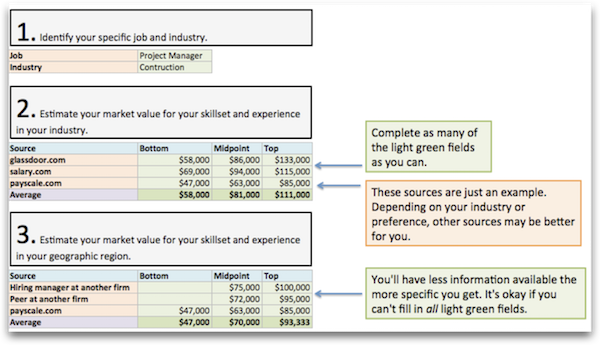 1. Identify your specific job and industry.
Job Project Manager
Industry Contruction
2. Estimate your market value for your skillset and experience
in your industry.
Source Bottom Midpoint Top
glassdoor.com $58,000 $86,000 $133,000
salary.com $69,000 $94,000 $115,000
payscale.com $47,000 $63,000 $85,000
Average $58,000 $81,000 $111,000
Complete as many of
the light green fields
as you can.
These sources are just an example.
Depending on your industry or
preference, other sources may be better
for you.
3. Estimate your market value for your skillset and experience
in your geographic region.
Source Bottom Midpoint Top
Hiring manager at another firm $75,000 $100,000
Peer at another firm $72,000 $95,000
payscale.com $47,000 $63,000 $85,000
Average $47,000 $70,000 $93,333
You'll have less information available the
more specific you get. It's okay if you
can't fill in all light green fields.